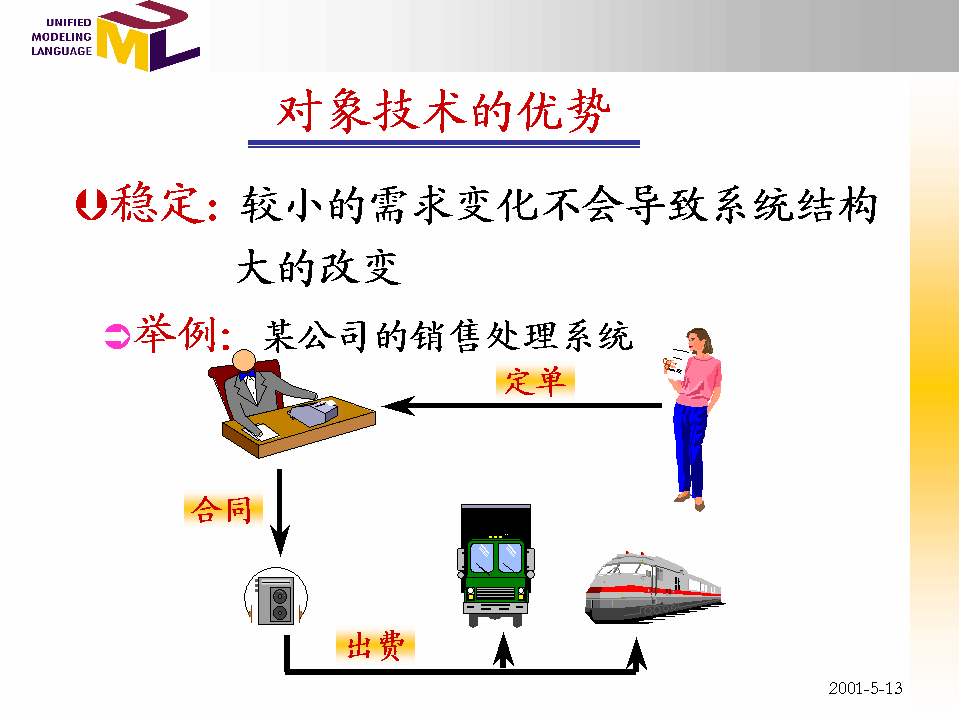 UNIFIED
MODELING
LANGUAGE
UML
对象技术的优势
稳定：较小的需求变化不会导致系统结构
大的改变
举例：某公司的销售处理系统
定单
合同
出费
2001-5-13